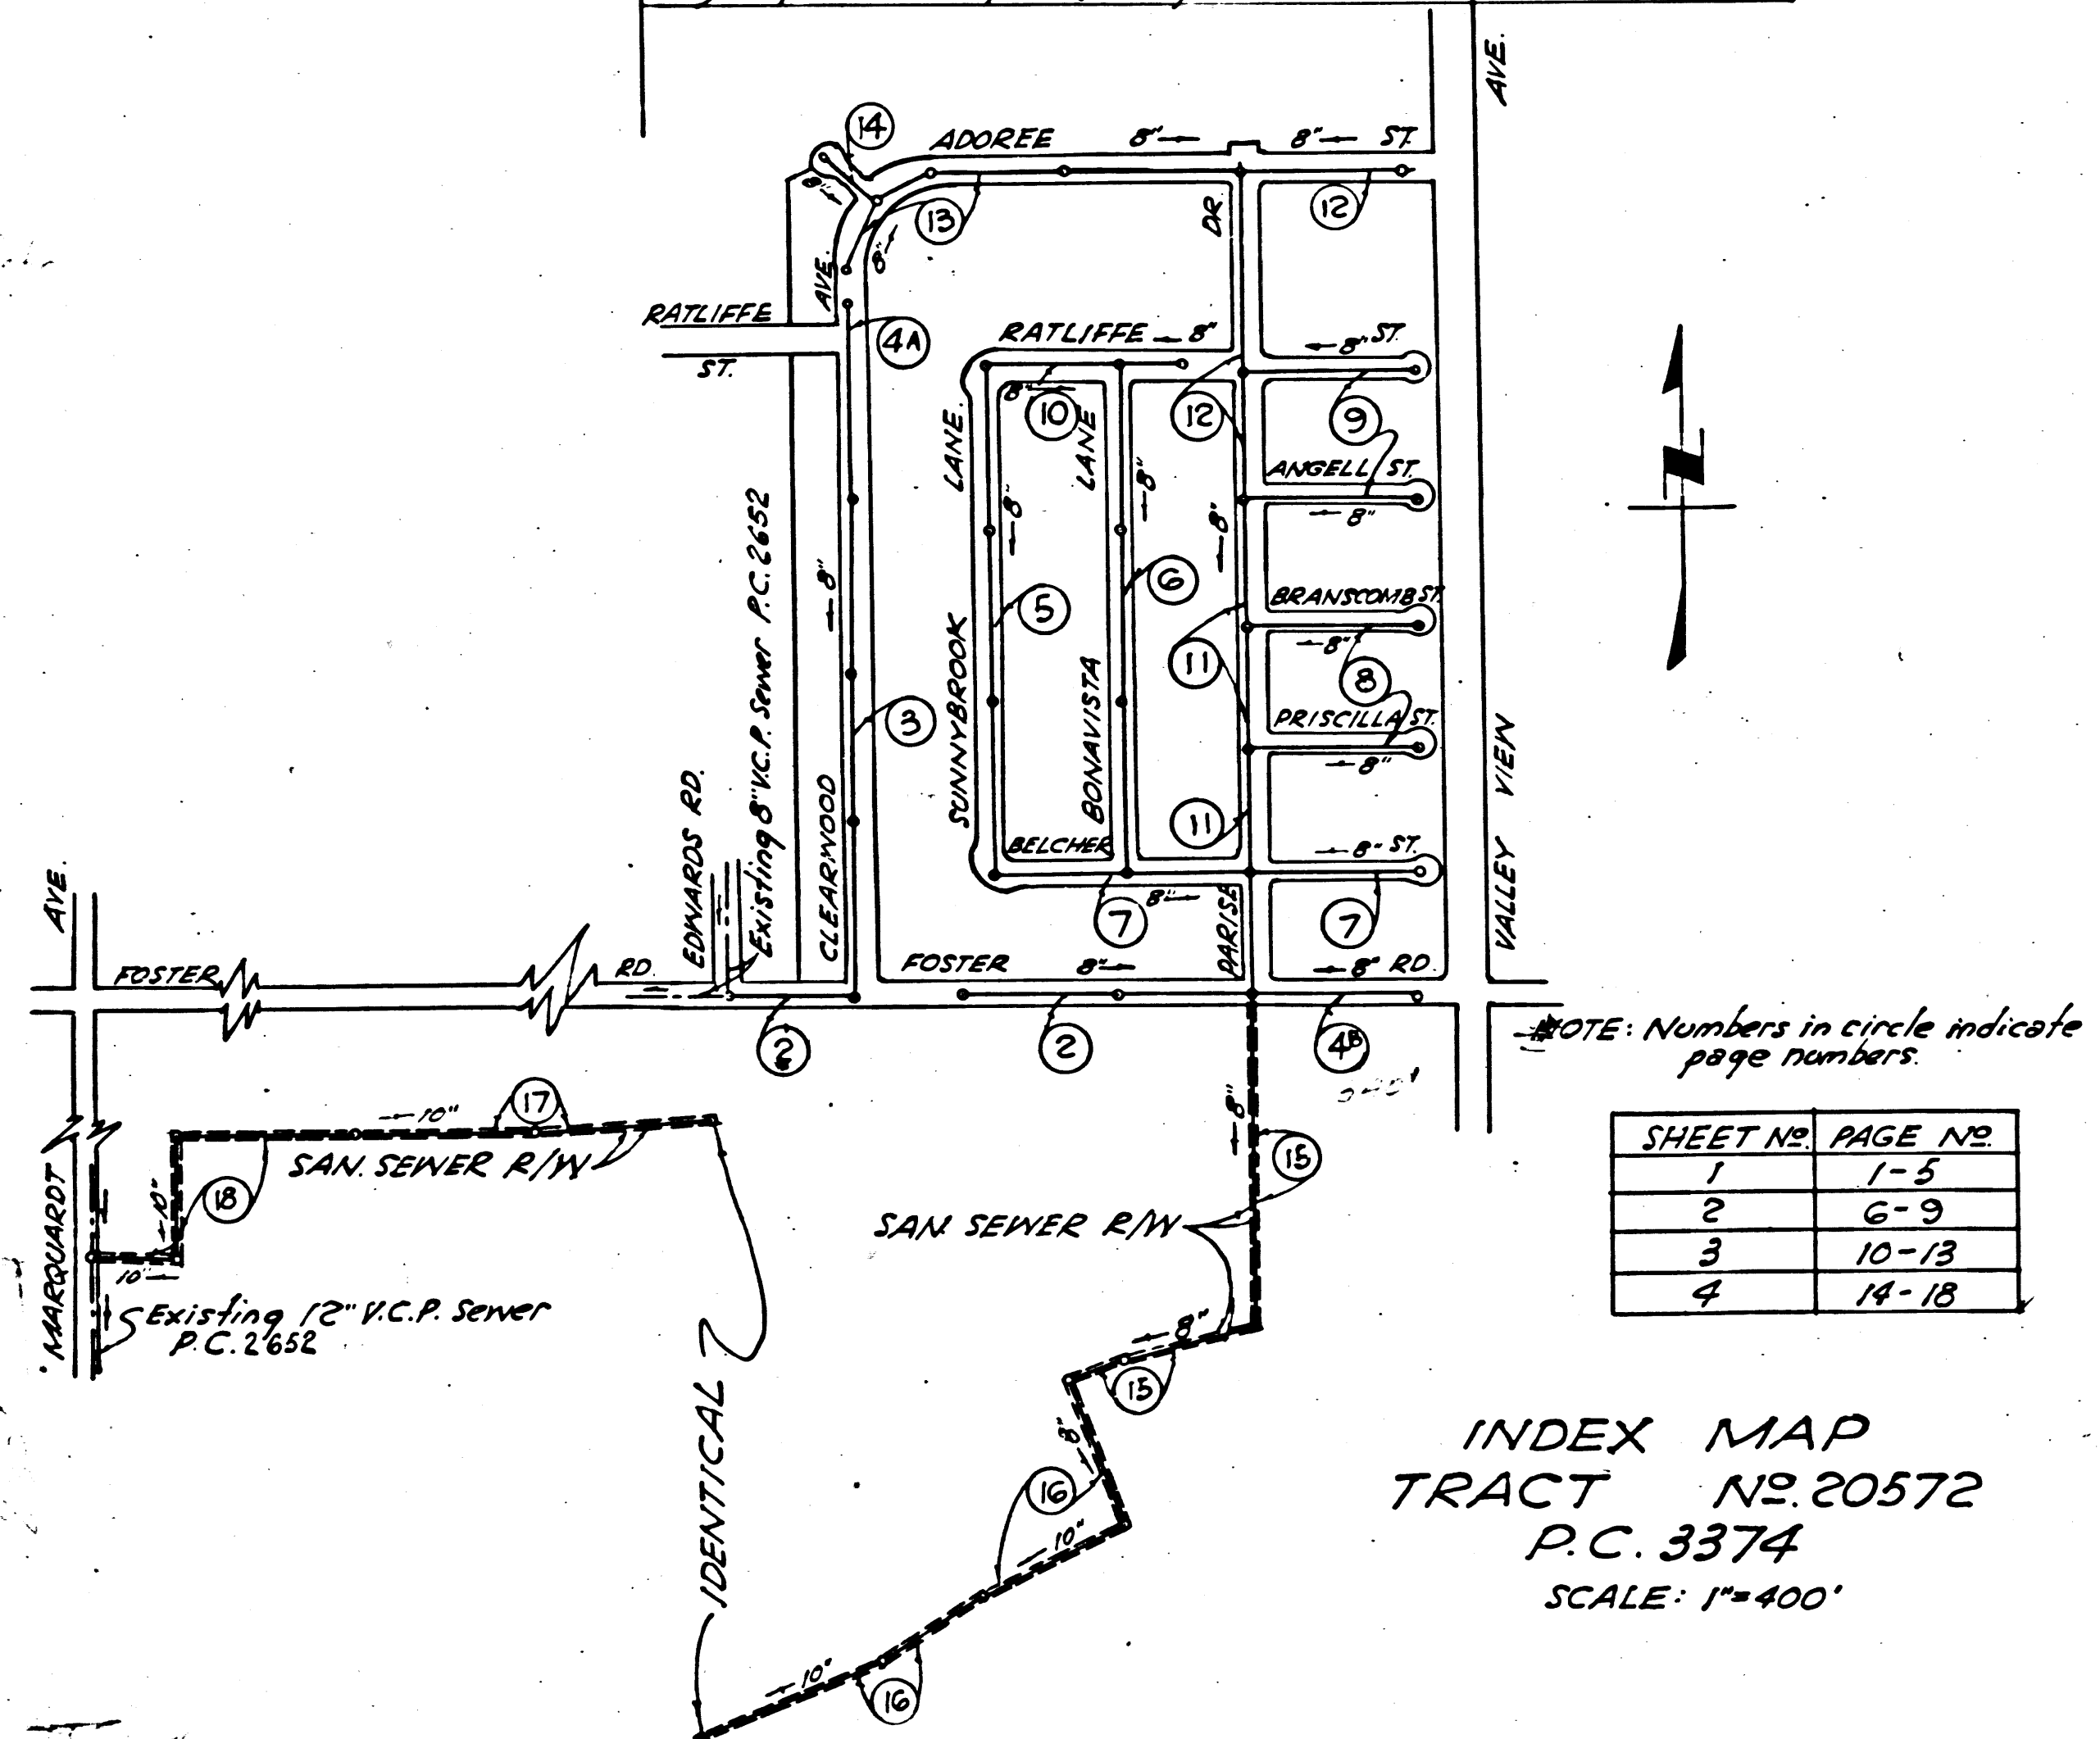 AVE.
14
ADOREE 8" 8" ST.
8"
13
12
DR.
8"
AVE.
RATLIFFE
ST.
4A
RATLIFFE 8"
8" ST.
8"
10
12
9
LANE.
LANE
8"
8"
8"
ANGELL ST.
8"
Existing 8" V.C.P. Sewer P.C. 2652
8"
5
6
BRANSCOMB ST.
8"
11
8
SUNNYBROOK
BONAVISTA
3
PRISCILLA ST.
8"
VALLEY VIEW
11
EDWARDS RD.
CLEARWOOD
BELCHER
8" ST.
7
8"
7
PARISE
AVE.
FOSTER
RD.
FOSTER 8"
8" RD.
2
2
4B
NOTE: Numbers in circle indicate
page numbers.
8"
15
10"
17
SAN. SEWER R/W
18
10"
10"
MARQUARDT
Existing 12" V.C.P. Sewer
P.C. 2652
SAN. SEWER R/W
8"
15
8"
16
10"
IDENTICAL
10"
16
SHEET Nº. PAGE Nº.
1 1-5
2 6-9
3 10-13
4 14-18
INDEX MAP
TRACT Nº. 20572
P.C. 3374
SCALE: 1"=400'